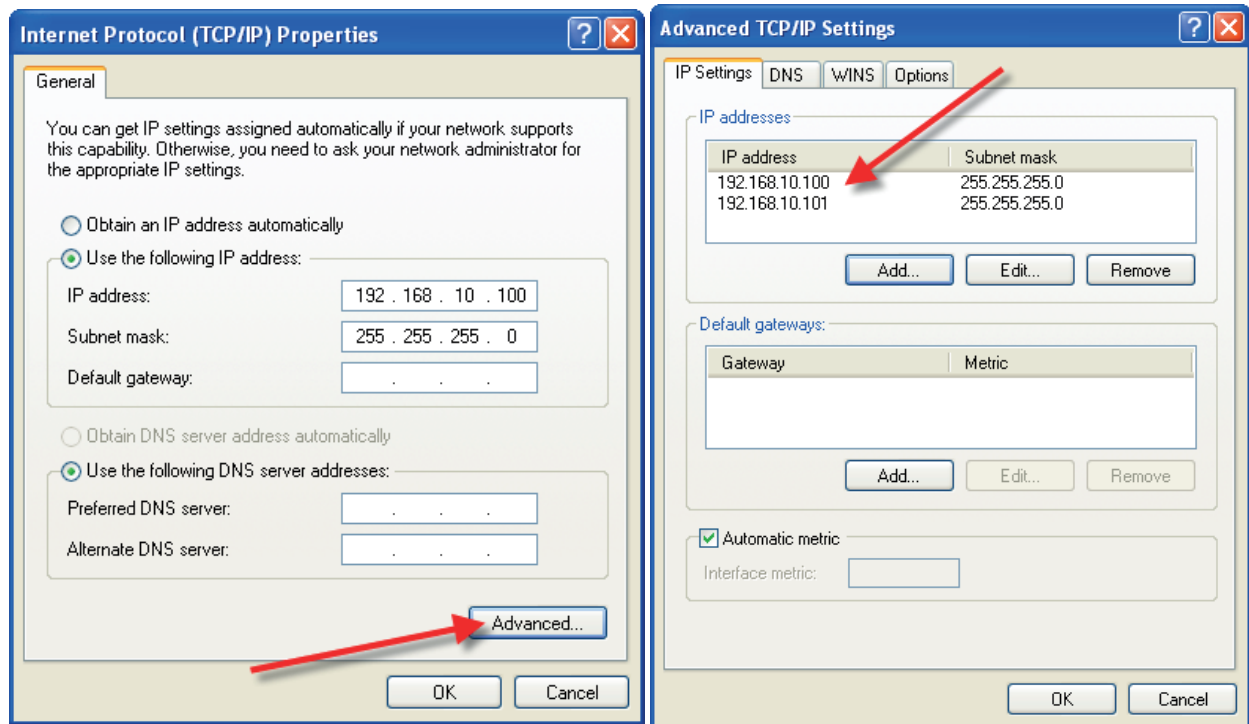 Internet Protocol (TCP/IP) Properties
General
You can get IP settings assigned automatically if your network supports
this capability. Otherwise, you need to ask your network administrator for
the appropriate IP settings.
Obtain an IP address automatically
Use the following IP address:
IP address: 192 . 168 . 10 . 100
Subnet mask: 255 . 255 . 255 . 0
Default gateway: . . .
Obtain DNS server address automatically
Use the following DNS server addresses:
Preferred DNS server: . . .
Alternate DNS server: . . .
Advanced...
OK Cancel
Advanced TCP/IP Settings
IP Settings DNS WINS Options
IP addresses
IP address Subnet mask
192.168.10.100 255.255.255.0
192.168.10.101 255.255.255.0
Add... Edit... Remove
Default gateways:
Gateway Metric
Add... Edit... Remove
Automatic metric
Interface metric:
OK Cancel